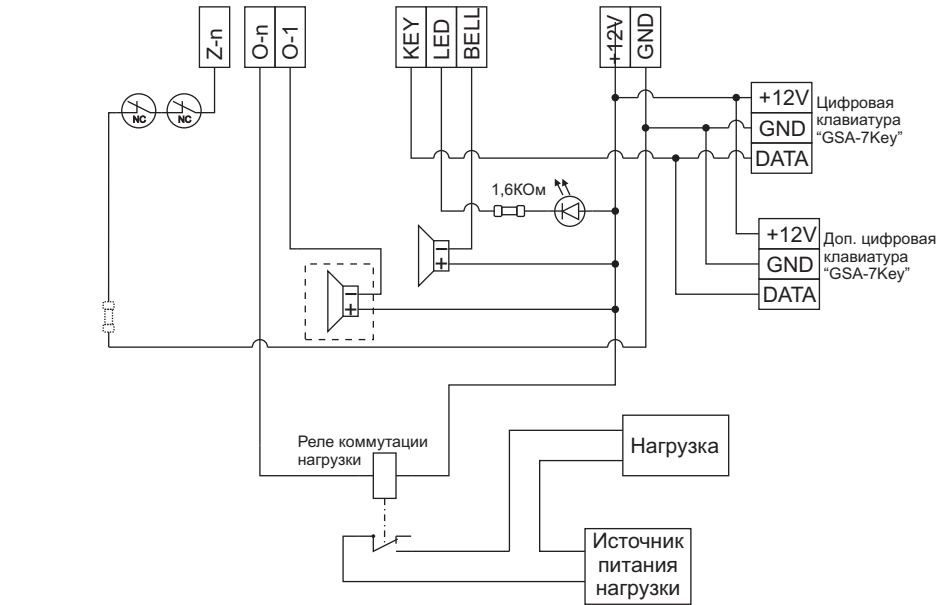 Z-n
O-n
O-1
KEY
LED
BELL
+12V
GND
NC
NC
+12V
GND
DATA
Цифровая
клавиатура
“GSA-7Key”
1,6КОм
+12V
GND
DATA
Доп. цифровая
клавиатура
“GSA-7Key”
–
+
–
+
Реле коммутации
нагрузки
Нагрузка
Источник
питания
нагрузки